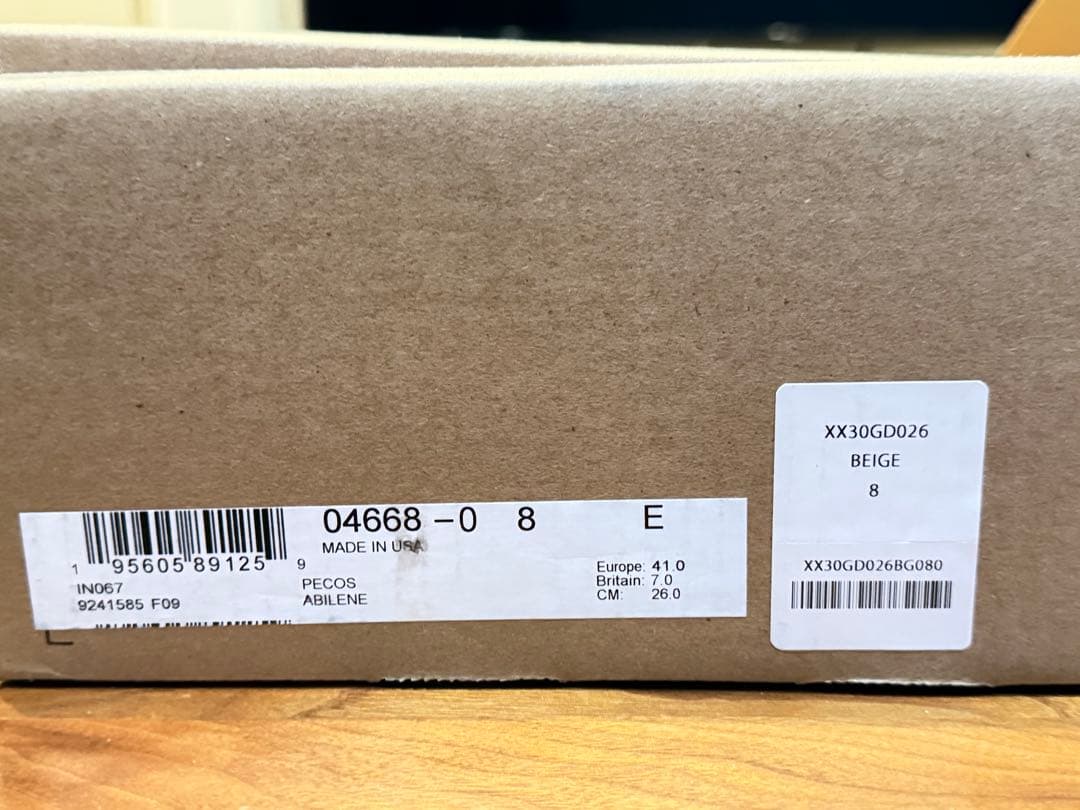 04668-0 8 E
MADE IN USA
1 95605 89125 9
IN067
9241585 F09
PECOS
ABILENE
Europe: 41.0
Britain: 7.0
CM: 26.0
XX30GD026
BEIGE
8
XX30GD026BG080